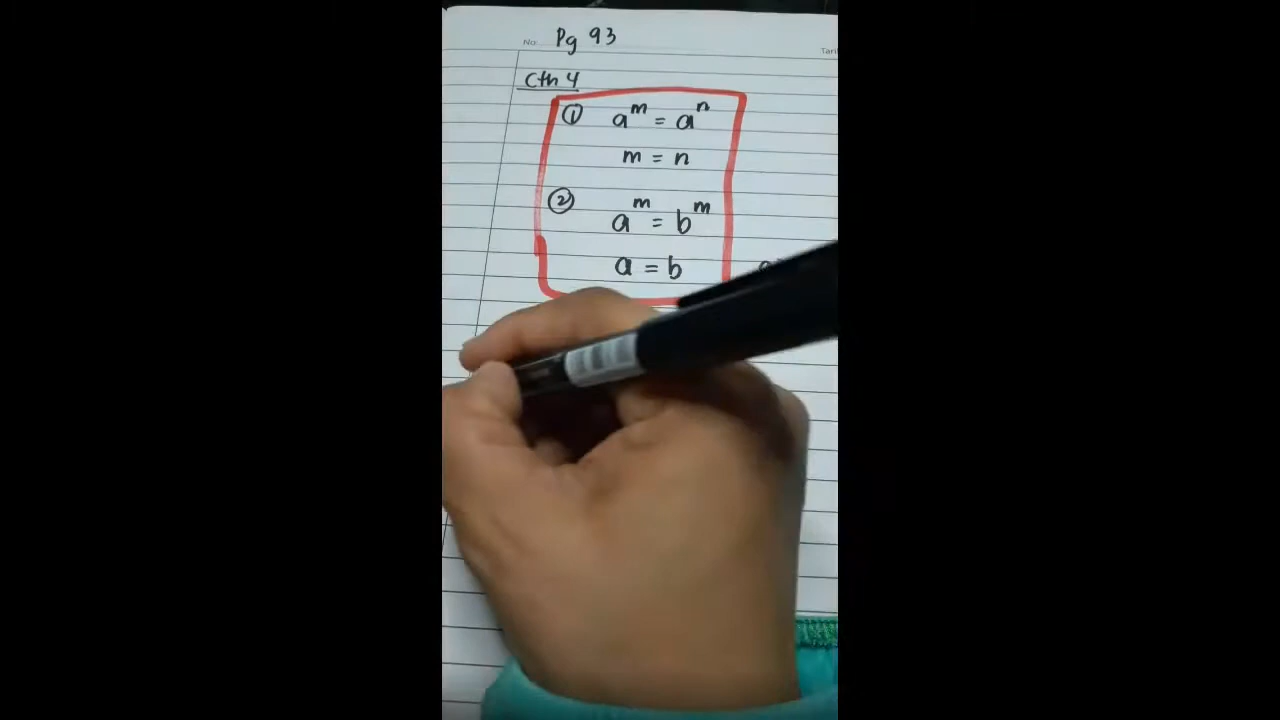 No. Pg 93
Cth 4
① a^m = a^n
m = n
② a^m = b^m
a = b